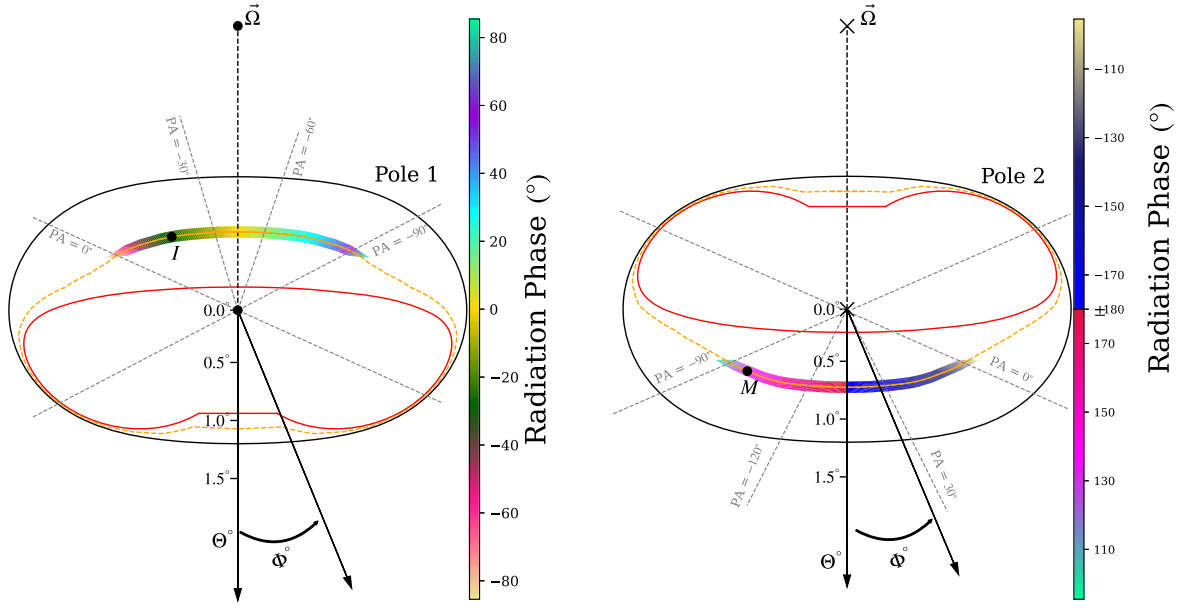 Ω⃗
Pole 1
PA = −30°
PA = −60°
PA = 0°
PA = −90°
I
0.0°
0.5°
1.0°
1.5°
Θ°
Φ°
80
60
40
20
0
−20
−40
−60
−80
Radiation Phase (°)
Ω⃗
Pole 2
0.0°
0.5°
1.0°
1.5°
PA = −90°
PA = 0°
M
PA = −120°
PA = 30°
Θ°
Φ°
−110
−130
−150
−170
±180
170
150
130
110
Radiation Phase (°)